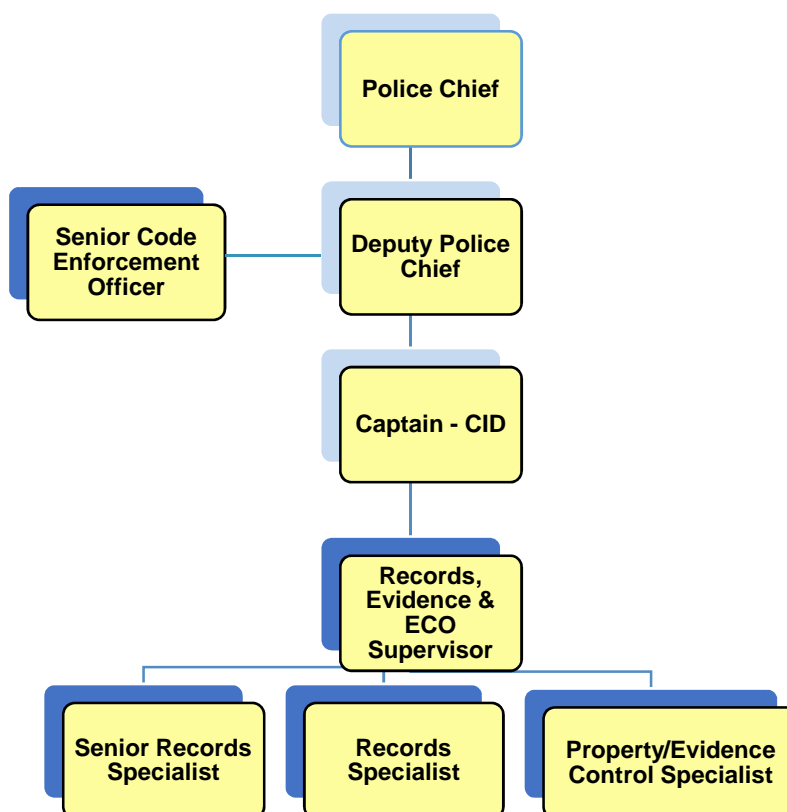 Police Chief
Senior Code
Enforcement
Officer
Deputy Police
Chief
Captain - CID
Records,
Evidence &
ECO
Supervisor
Senior Records
Specialist
Records
Specialist
Property/Evidence
Control Specialist